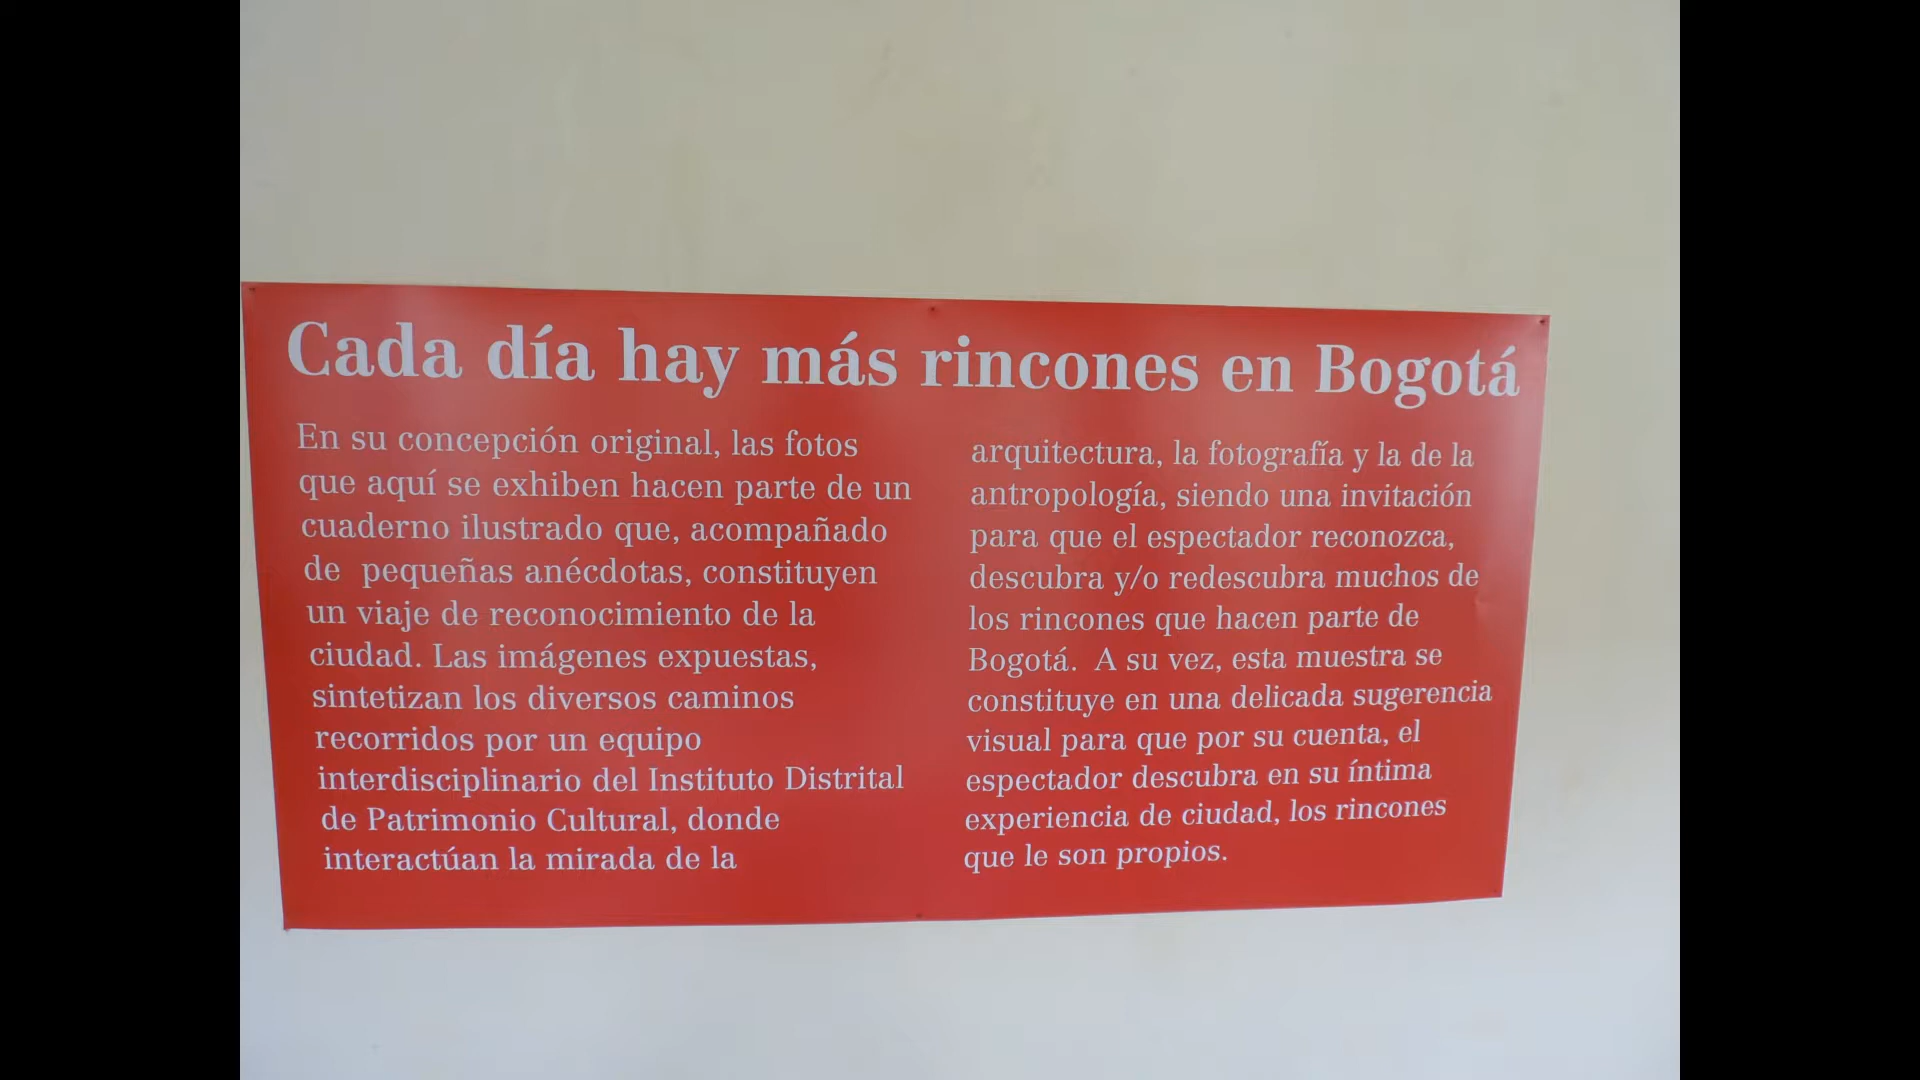 Cada día hay más rincones en Bogotá
En su concepción original, las fotos
que aquí se exhiben hacen parte de un
cuaderno ilustrado que, acompañado
de pequeñas anécdotas, constituyen
un viaje de reconocimiento de la
ciudad. Las imágenes expuestas,
sintetizan los diversos caminos
recorridos por un equipo
interdisciplinario del Instituto Distrital
de Patrimonio Cultural, donde
interactúan la mirada de la
arquitectura, la fotografía y la de la
antropología, siendo una invitación
para que el espectador reconozca,
descubra y/o redescubra muchos de
los rincones que hacen parte de
Bogotá. A su vez, esta muestra se
constituye en una delicada sugerencia
visual para que por su cuenta, el
espectador descubra en su íntima
experiencia de ciudad, los rincones
que le son propios.